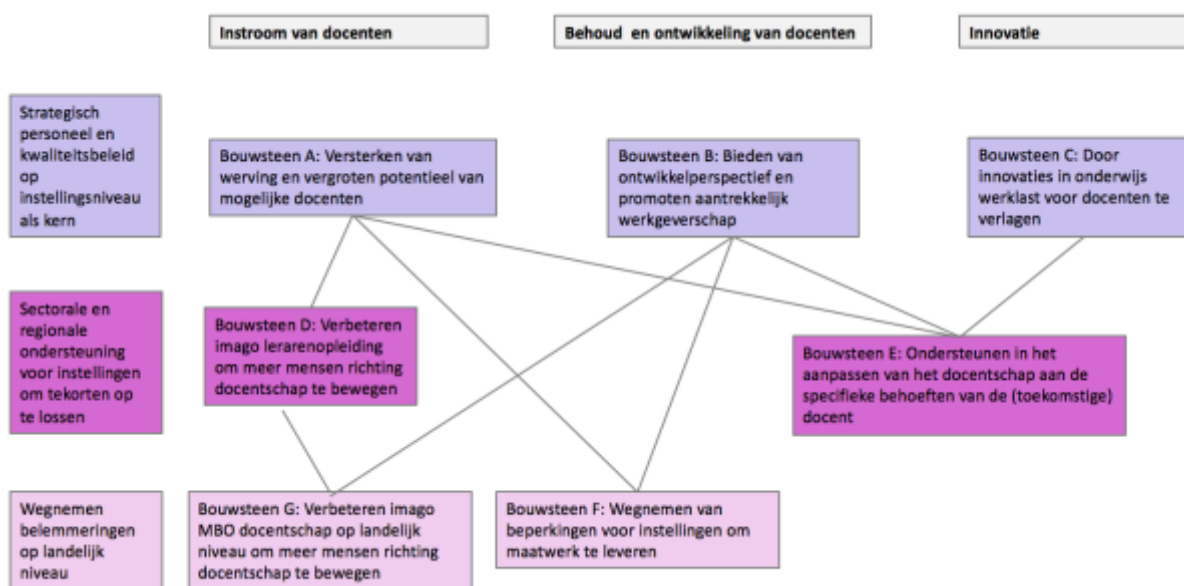 Instroom van docenten
Behoud en ontwikkeling van docenten
Innovatie
Strategisch
personeel en
kwaliteitsbeleid
op
instellingsniveau
als kern
Bouwsteen A: Versterken van
werving en vergroten potentieel van
mogelijke docenten
Bouwsteen B: Bieden van
ontwikkelperspectief en
promoten aantrekkelijk
werkgeverschap
Bouwsteen C: Door
innovaties in onderwijs
werklast voor docenten te
verlagen
Sectorale en
regionale
ondersteuning
voor instellingen
om tekorten op
te lossen
Bouwsteen D: Verbeteren
imago lerarenopleiding
om meer mensen richting
docentschap te bewegen
Bouwsteen E: Ondersteunen in het
aanpassen van het docentschap aan de
specifieke behoeften van de (toekomstige)
docent
Wegnemen
belemmeringen
op landelijk
niveau
Bouwsteen G: Verbeteren imago
MBO docentschap op landelijk
niveau om meer mensen richting
docentschap te bewegen
Bouwsteen F: Wegnemen van
beperkingen voor instellingen om
maatwerk te leveren